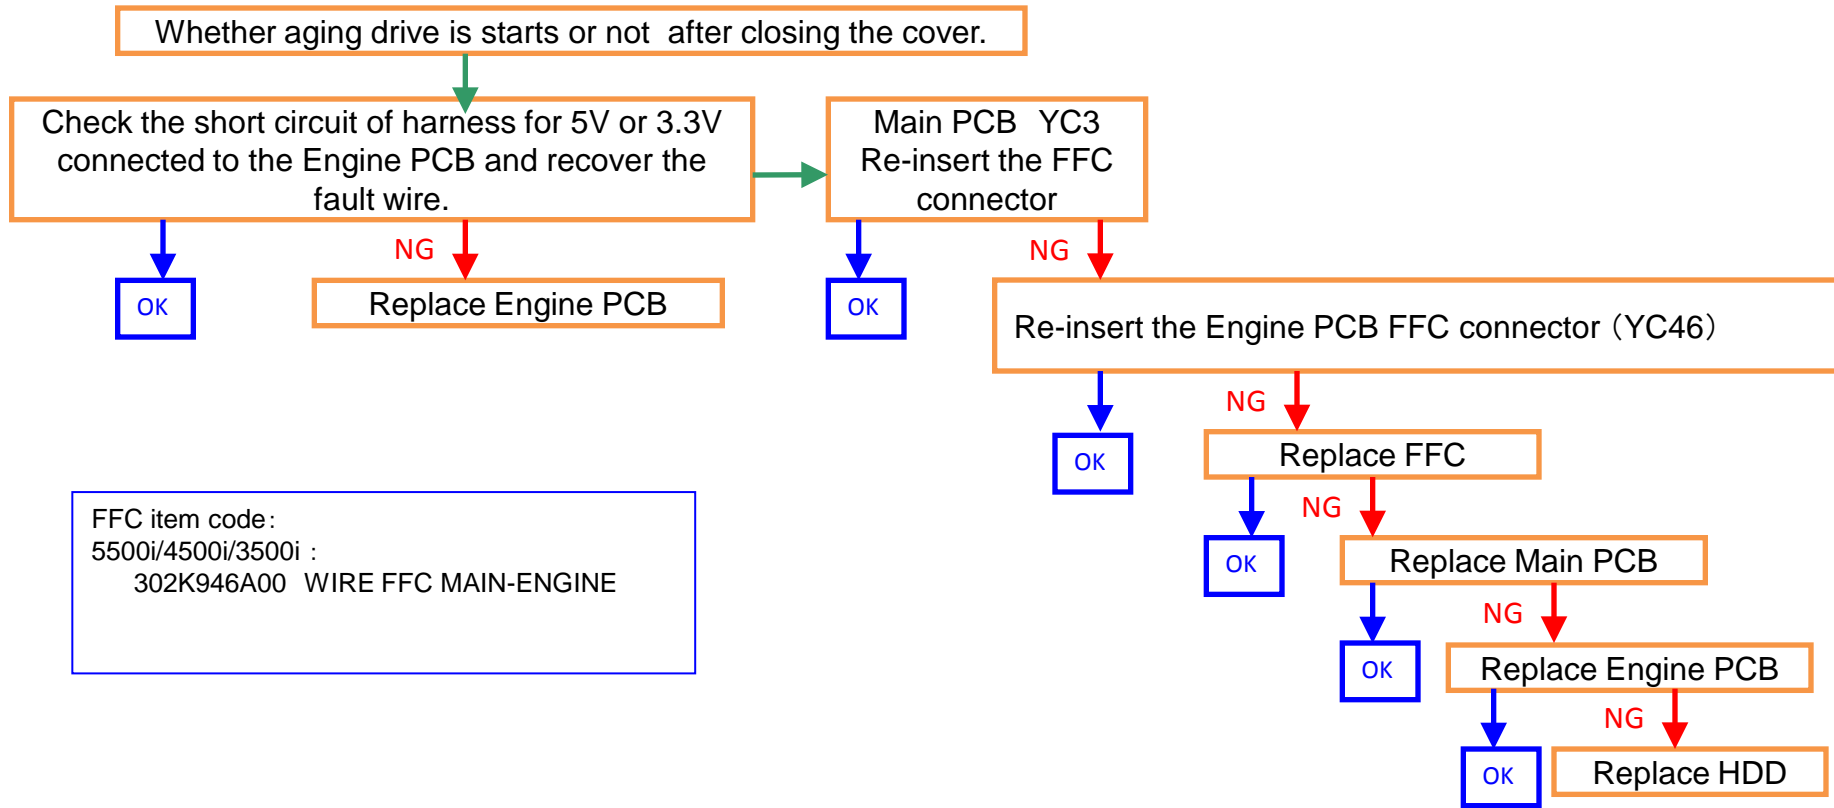 Whether aging drive is starts or not  after closing the cover.
Check the short circuit of harness for 5V or 3.3V
connected to the Engine PCB and recover the
fault wire.
Main PCB  YC3
Re-insert the FFC
connector
NG
NG
OK
Replace Engine PCB
OK
Re-insert the Engine PCB FFC connector（YC46）
NG
OK
Replace FFC
NG
OK
Replace Main PCB
NG
OK
Replace Engine PCB
NG
OK
Replace HDD
FFC item code：
5500i/4500i/3500i：
302K946A00  WIRE FFC MAIN-ENGINE